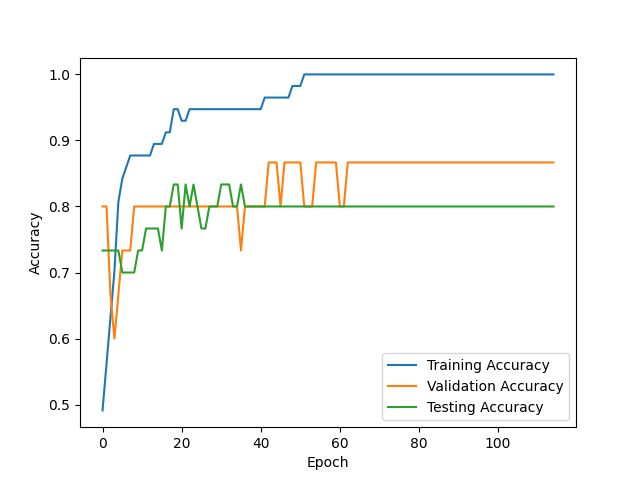 1.0
0.9
0.8
0.7
0.6
0.5
Accuracy
0 20 40 60 80 100
Epoch
Training Accuracy
Validation Accuracy
Testing Accuracy